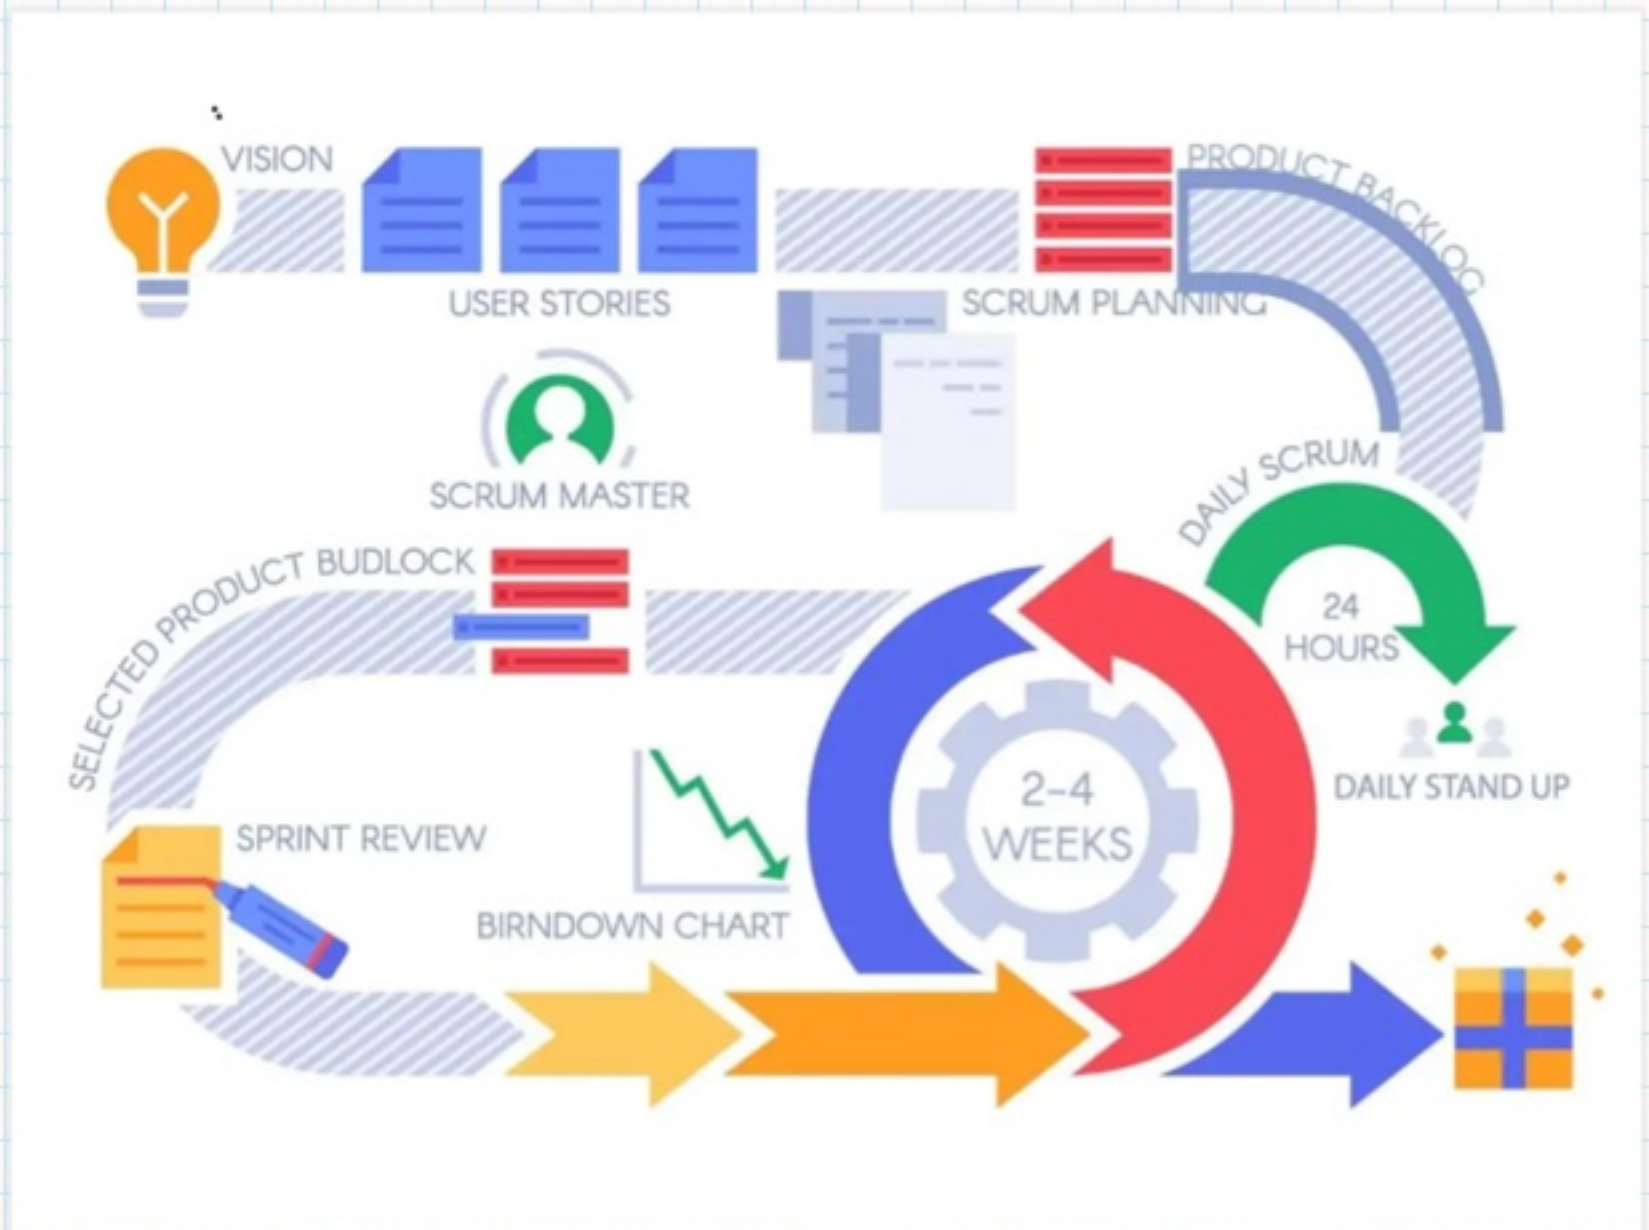 VISION
USER STORIES
SCRUM PLANNING
PRODUCT BACKLOG
SCRUM MASTER
DAILY SCRUM
24
HOURS
DAILY STAND UP
SELECTED PRODUCT BUDLOCK
2-4
WEEKS
SPRINT REVIEW
BIRNDOWN CHART